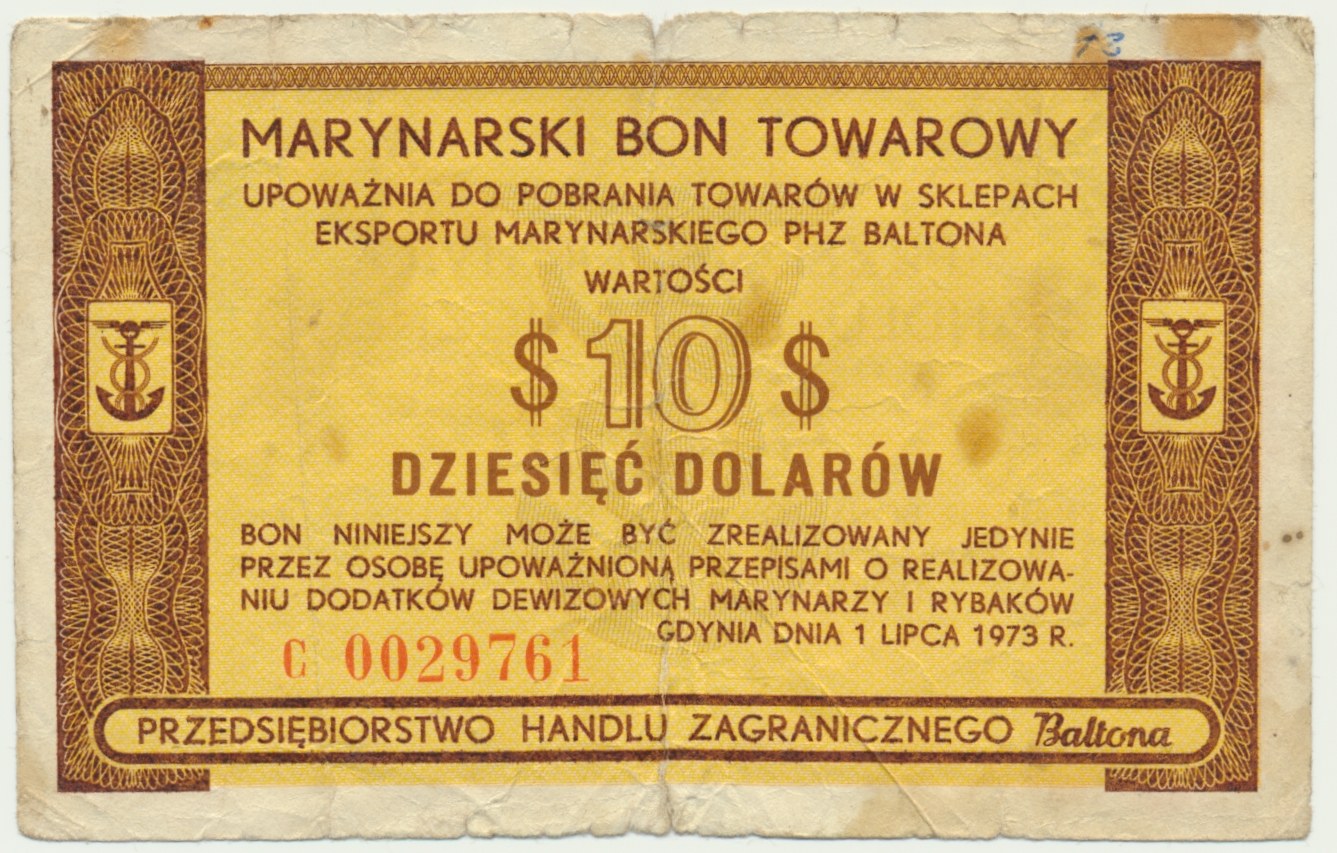 MARYNARSKI BON TOWAROWY
UPOWAŻNIA DO POBRANIA TOWARÓW W SKLEPACH
EKSPORTU MARYNARSKIEGO PHZ BALTONA
WARTOŚCI
$ 10 $
DZIESIĘĆ DOLARÓW
BON NINIEJSZY MOŻE BYĆ ZREALIZOWANY JEDYNIE
PRZEZ OSOBĘ UPOWAŻNIONĄ PRZEPISAMI O REALIZOWA-
NIU DODATKÓW DEWIZOWYCH MARYNARZY I RYBAKÓW
GDYNIA DNIA 1 LIPCA 1973 R.
C 0029761
PRZEDSIĘBIORSTWO HANDLU ZAGRANICZNEGO Baltona